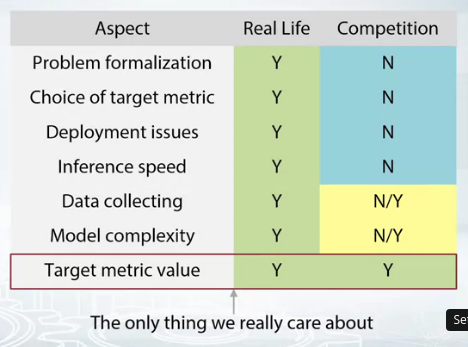 Aspect Real Life Competition
Problem formalization Y N
Choice of target metric Y N
Deployment issues Y N
Inference speed Y N
Data collecting Y N/Y
Model complexity Y N/Y
Target metric value Y Y
The only thing we really care about